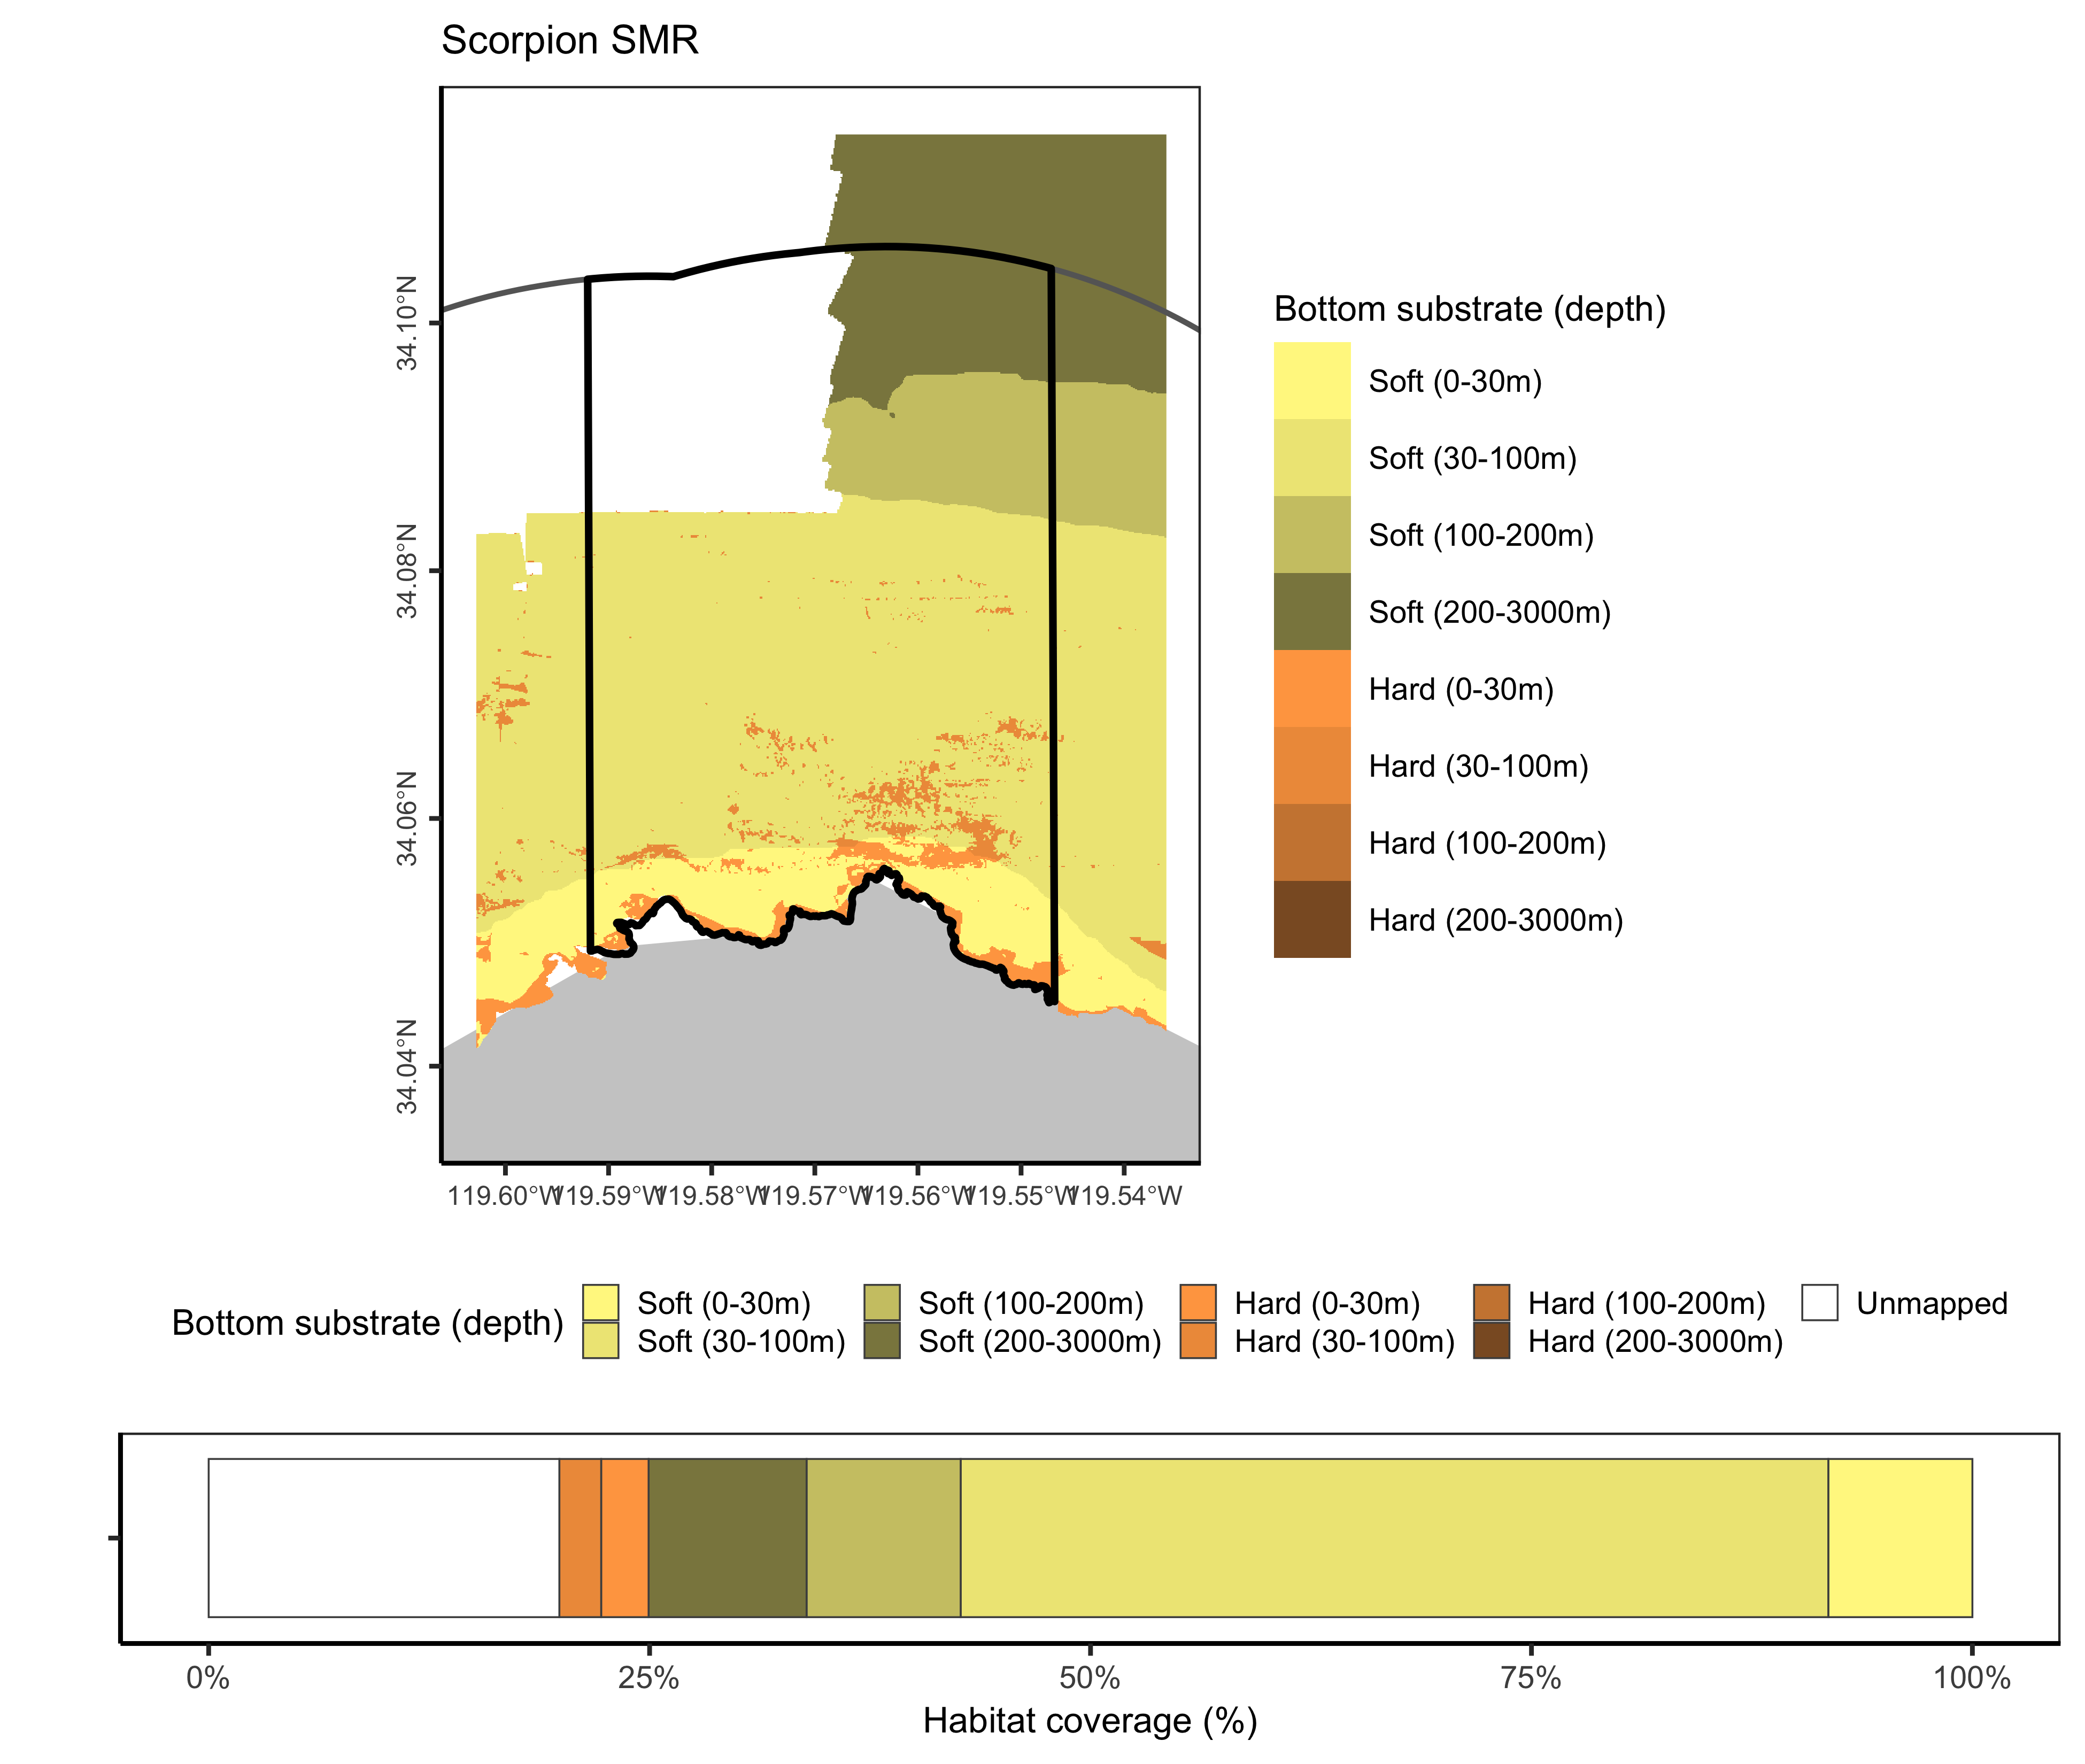 Scorpion SMR
34.10°N
34.08°N
34.06°N
34.04°N
119.60°W 119.59°W 119.58°W 119.57°W 119.56°W 119.55°W 119.54°W
Bottom substrate (depth)
Soft (0-30m)
Soft (30-100m)
Soft (100-200m)
Soft (200-3000m)
Hard (0-30m)
Hard (30-100m)
Hard (100-200m)
Hard (200-3000m)
Bottom substrate (depth)
Soft (0-30m) Soft (100-200m) Hard (0-30m) Hard (100-200m) Unmapped
Soft (30-100m) Soft (200-3000m) Hard (30-100m) Hard (200-3000m)
0% 25% 50% 75% 100%
Habitat coverage (%)